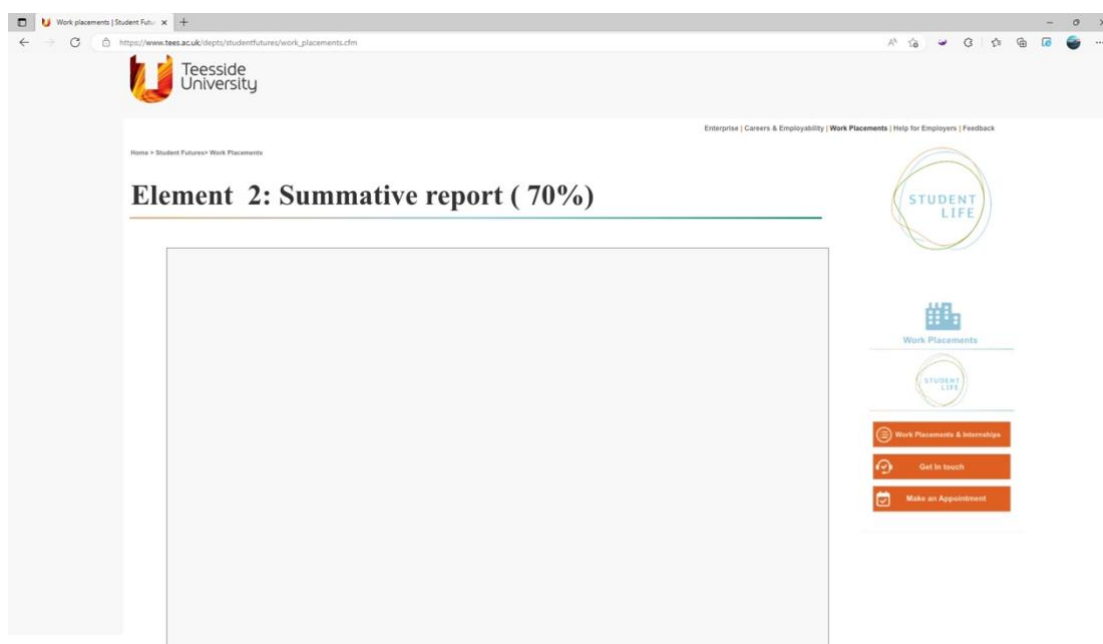 Work placements | Student Futu
https://www.tees.ac.uk/depts/studentfutures/work_placements.cfm
Teesside
University
Enterprise | Careers & Employability | Work Placements | Help for Employers | Feedback
Home > Student Futures> Work Placements
Element 2: Summative report ( 70%)
STUDENT
LIFE
Work Placements
STUDENT
LIFE
Work Placements & Internships
Get In touch
Make an Appointment